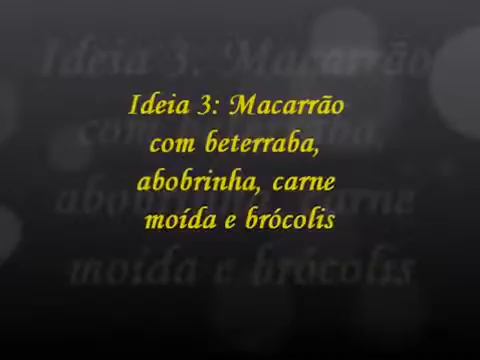 Ideia 3: Macarrão
com beterraba,
abobrinha, carne
moída e brócolis